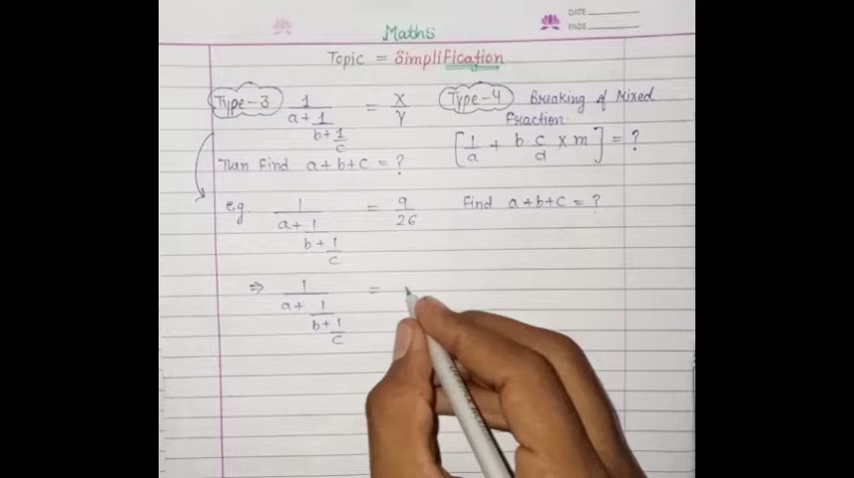 DATE
PAGE
Maths
Topic = Simplification
Type-3 1/(a+1/(b+1/c)) = X/Y
Than Find a+b+c = ?
Type-4 Breaking of Mixed
Fraction.
[1/a + b c/d × m] = ?
e.g 1/(a+1/(b+1/c)) = 9/26 Find a+b+c = ?
⇒ 1/(a+1/(b+1/c)) =